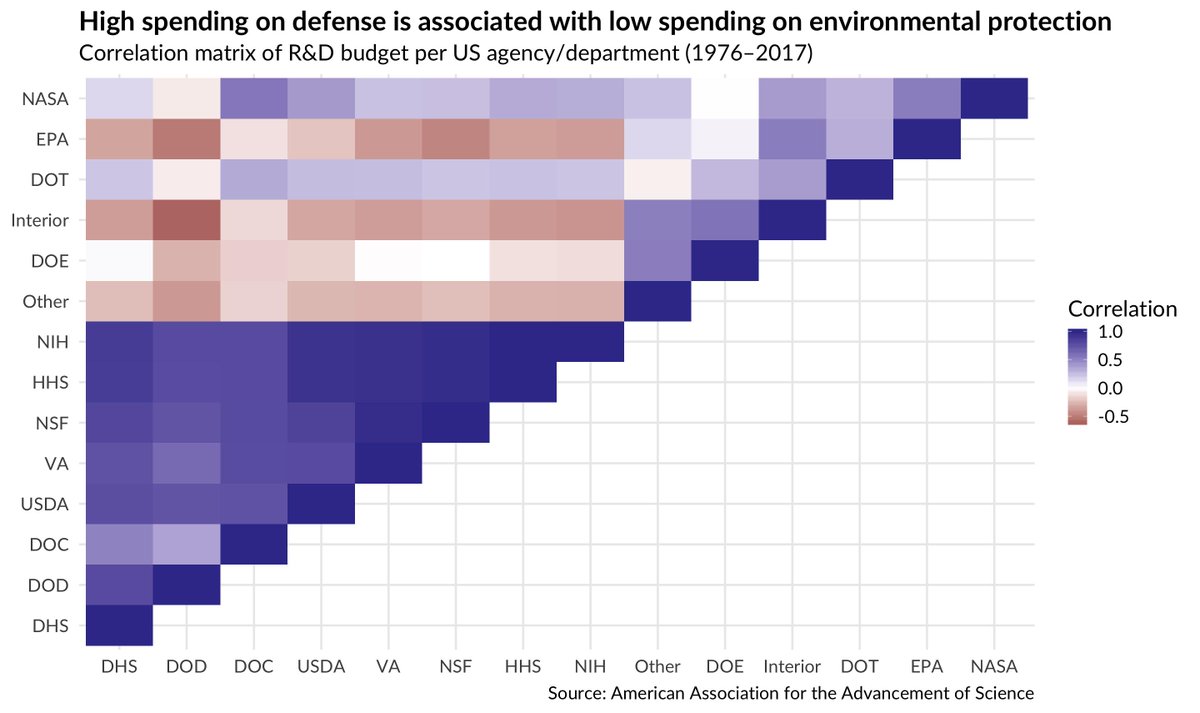 High spending on defense is associated with low spending on environmental protection
Correlation matrix of R&D budget per US agency/department (1976–2017)
NASA
EPA
DOT
Interior
DOE
Other
NIH
HHS
NSF
VA
USDA
DOC
DOD
DHS
DHS DOD DOC USDA VA NSF HHS NIH Other DOE Interior DOT EPA NASA
Correlation
1.0
0.5
0.0
-0.5
Source: American Association for the Advancement of Science